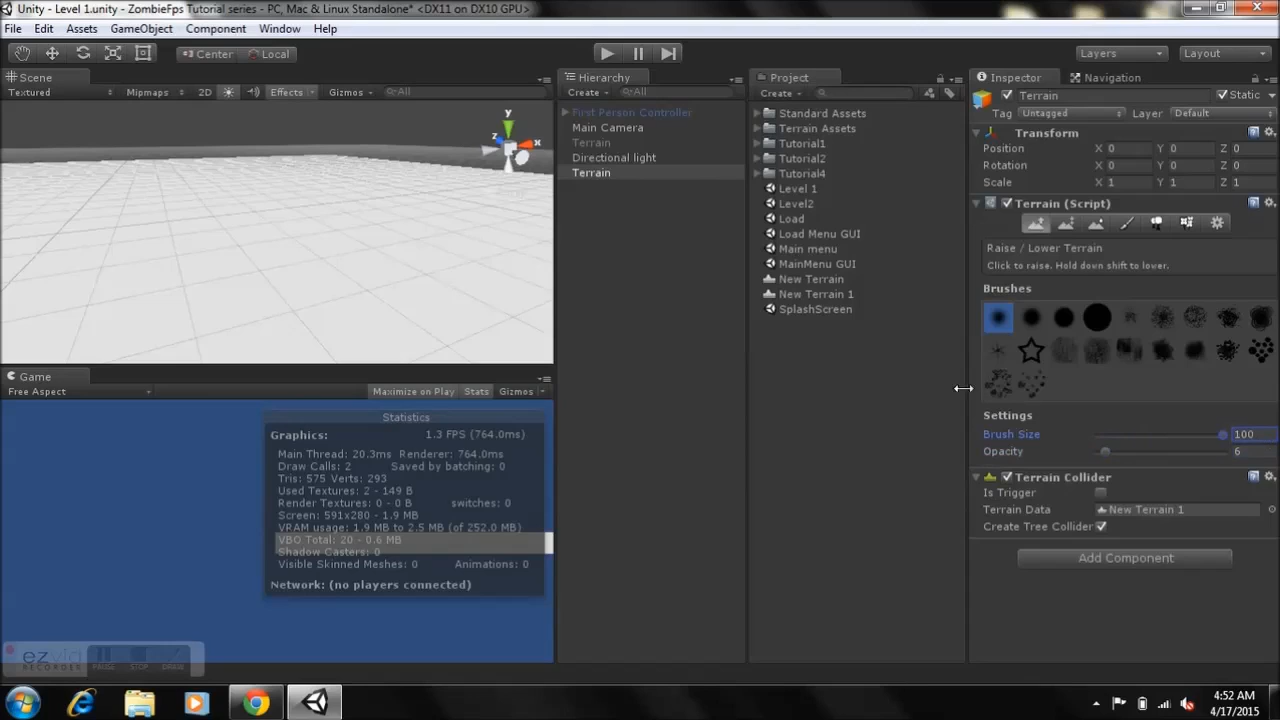 Unity - Level 1.unity - ZombieFps Tutorial series - PC, Mac & Linux Standalone* <DX11 on DX10 GPU>
File Edit Assets GameObject Component Window Help
Center Local Layers Layout
Scene
Textured Mipmaps 2D Effects Gizmos All
y
z x
Hierarchy
Create All
First Person Controller
Main Camera
Terrain
Directional light
Terrain
Project
Create
Standard Assets
Terrain Assets
Tutorial1
Tutorial2
Tutorial4
Level 1
Level2
Load
Load Menu GUI
Main menu
MainMenu GUI
New Terrain
New Terrain 1
SplashScreen
Inspector Navigation
Terrain Static
Tag Untagged Layer Default
Transform
Position X 0 Y 0 Z 0
Rotation X 0 Y 0 Z 0
Scale X 1 Y 1 Z 1
Terrain (Script)
Raise / Lower Terrain
Click to raise. Hold down shift to lower.
Brushes
Settings
Brush Size 100
Opacity 6
Terrain Collider
Is Trigger
Terrain Data New Terrain 1
Create Tree Collider
Add Component
Game
Free Aspect Maximize on Play Stats Gizmos
Statistics
Graphics: 1.3 FPS (764.0ms)
Main Thread: 20.3ms Renderer: 764.0ms
Draw Calls: 2 Saved by batching: 0
Tris: 575 Verts: 293
Used Textures: 2 - 149 B
Render Textures: 0 - 0 B switches: 0
Screen: 591x280 - 1.9 MB
VRAM usage: 1.9 MB to 2.5 MB (of 252.0 MB)
VBO Total: 20 - 0.6 MB
Shadow Casters: 0
Visible Skinned Meshes: 0 Animations: 0
Network: (no players connected)
ezvid
RECORDER PAUSE STOP DRAW
4:52 AM
4/17/2015